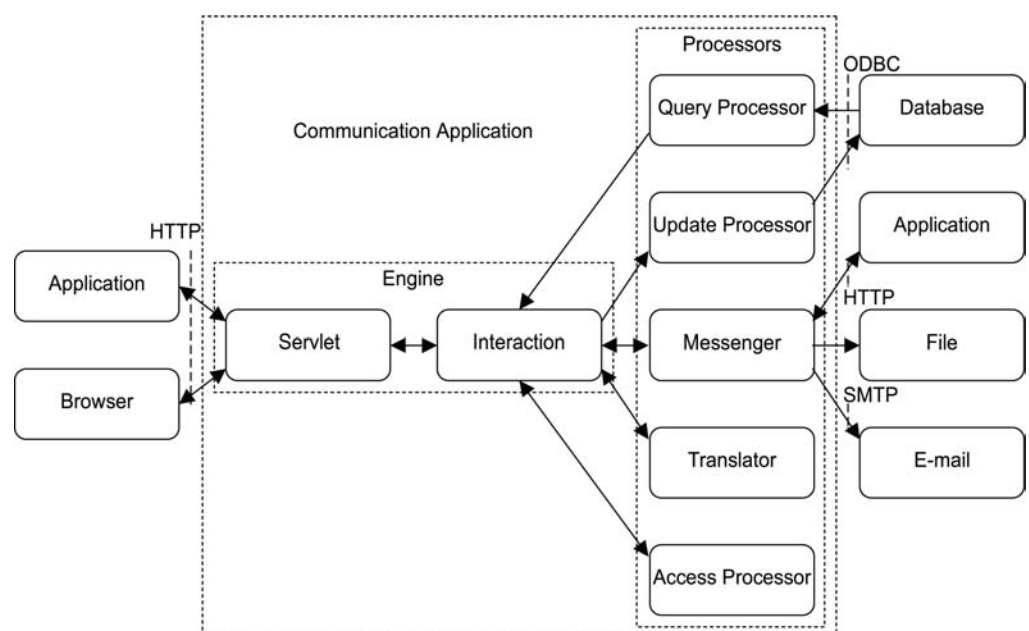 Processors
ODBC
Query Processor
Database
Communication Application
Update Processor
Application
HTTP
Application
Engine
HTTP
Servlet
Interaction
Messenger
File
Browser
SMTP
Translator
E-mail
Access Processor